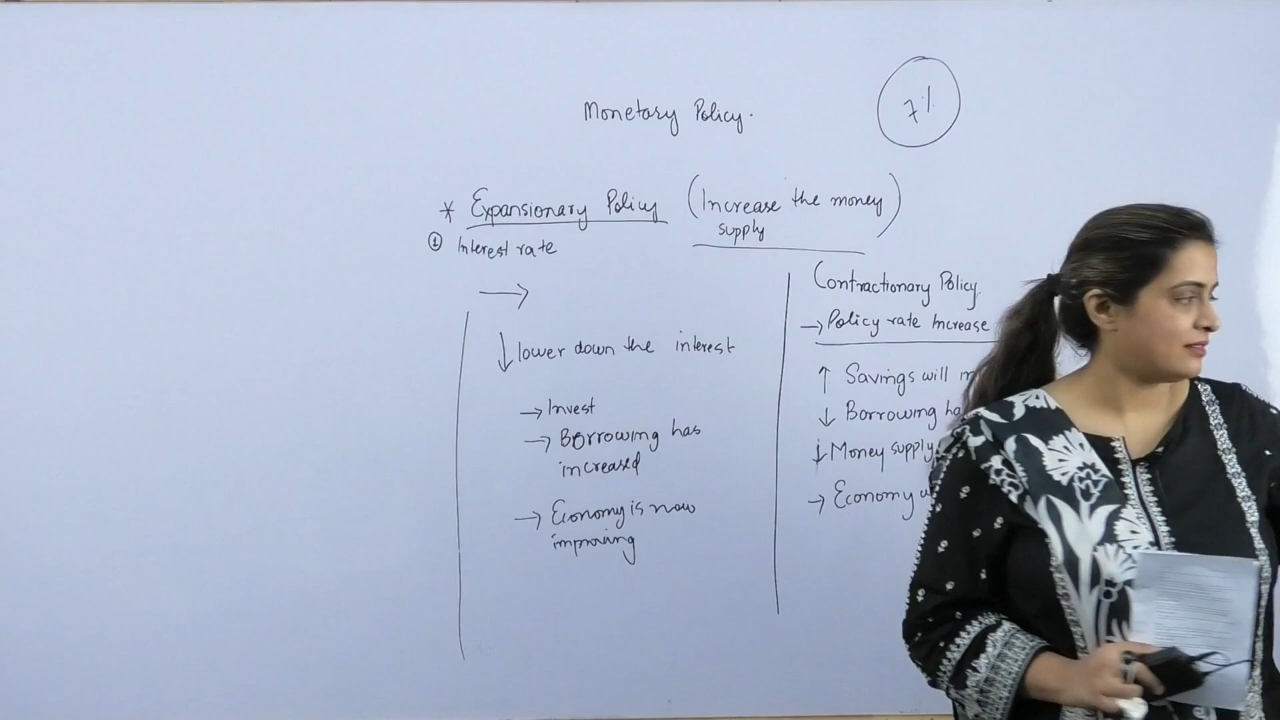 Monetary Policy.
7%
* Expansionary Policy (Increase the money
supply)
① Interest rate
→
↓ lower down the interest
→ Invest
→ Borrowing has
increased
→ Economy is now
improving
Contractionary Policy.
→ Policy rate Increase
↑ Savings will
↓ Borrowing
↓ Money supply
→ Economy